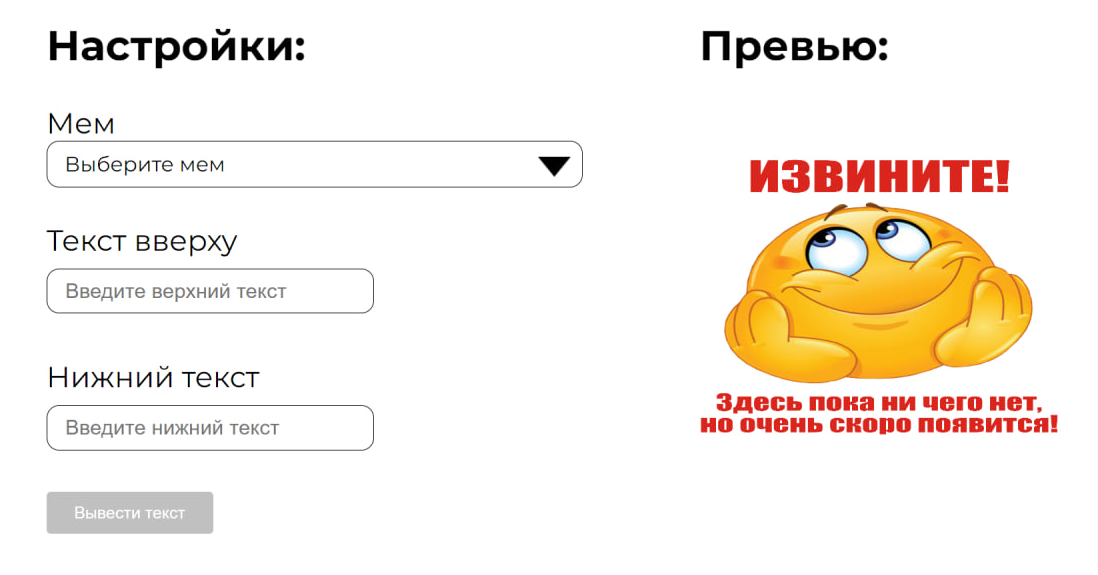 Настройки:
Превью:
Мем
Выберите мем
Текст вверху
Введите верхний текст
Нижний текст
Введите нижний текст
Вывести текст
ИЗВИНИТЕ!
Здесь пока ни чего нет,
но очень скоро появится!